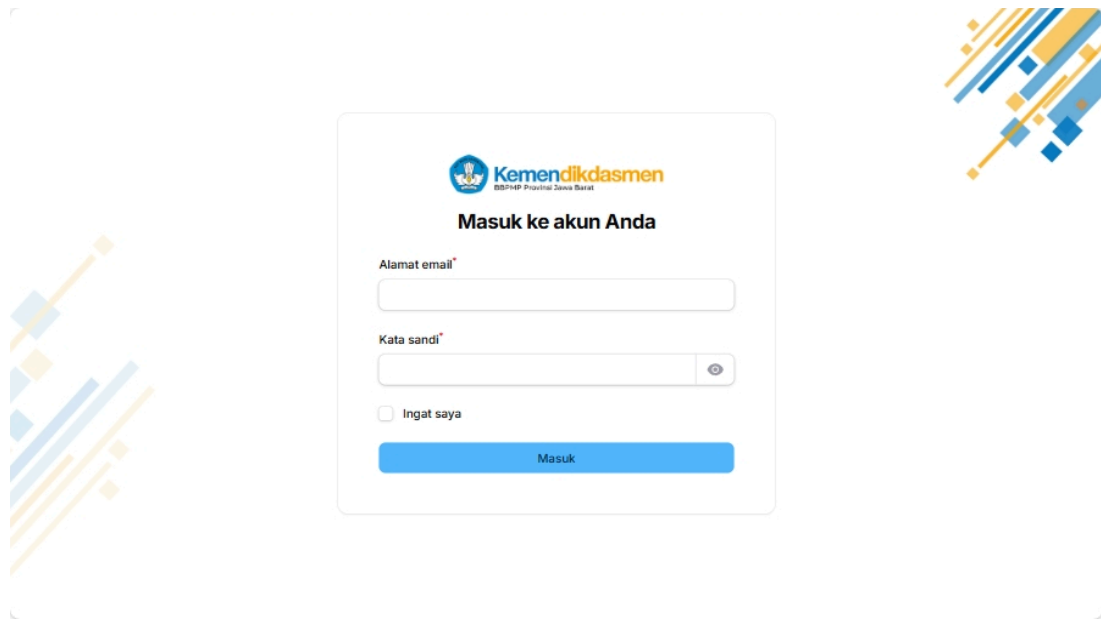 Kemendikdasmen
BBPMP Provinsi Jawa Barat
Masuk ke akun Anda
Alamat email*
Kata sandi*
Ingat saya
Masuk